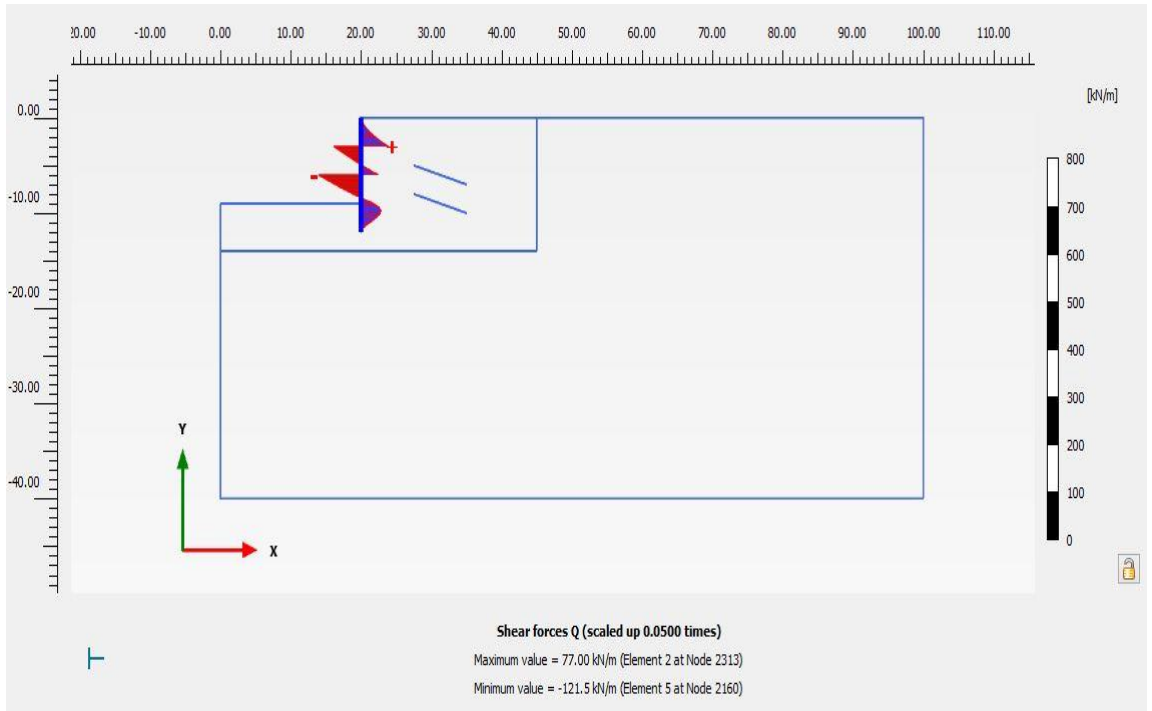 20.00 -10.00 0.00 10.00 20.00 30.00 40.00 50.00 60.00 70.00 80.00 90.00 100.00 110.00
[kN/m]
0.00
-10.00
-20.00
-30.00
-40.00
800
700
600
500
400
300
200
100
0
+
-
Y
X
Shear forces Q (scaled up 0.0500 times)
Maximum value = 77.00 kN/m (Element 2 at Node 2313)
Minimum value = -121.5 kN/m (Element 5 at Node 2160)